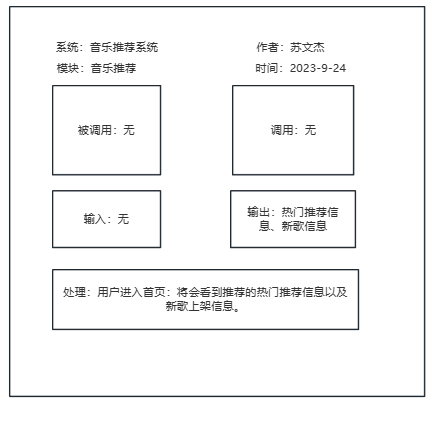 系统：音乐推荐系统
作者：苏文杰
模块：音乐推荐
时间：2023-9-24
被调用：无
调用：无
输入：无
输出：热门推荐信
息、新歌信息
处理：用户进入首页：将会看到推荐的热门推荐信息以及
新歌上架信息。